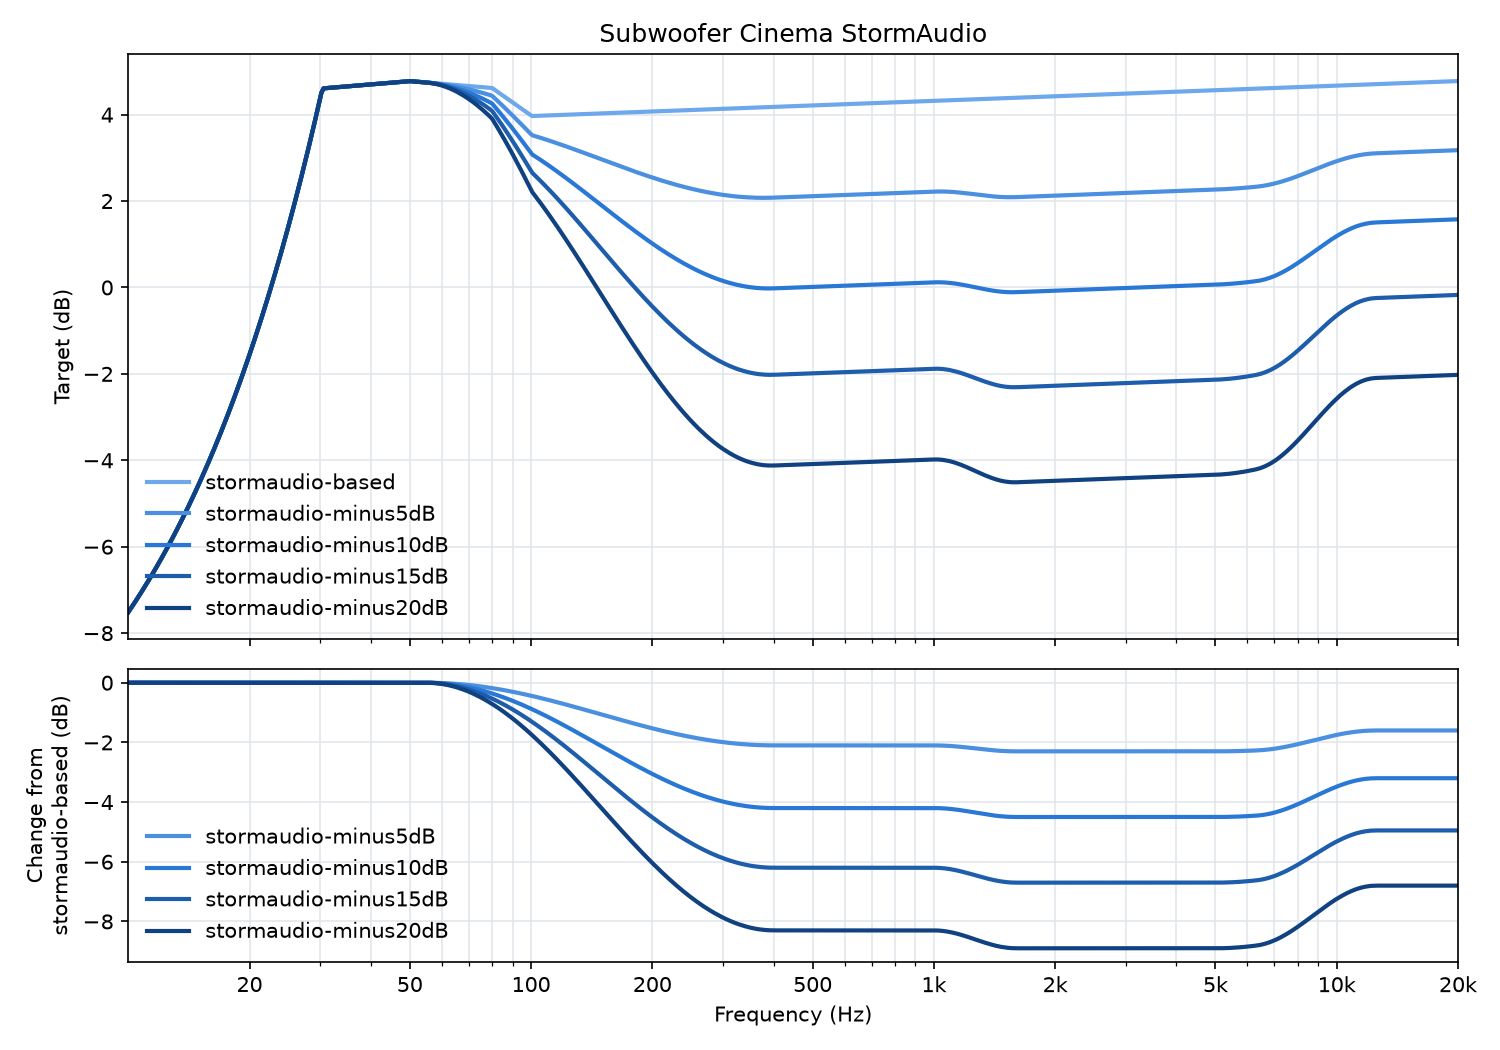 Subwoofer Cinema StormAudio
Target (dB)
4
2
0
−2
−4
−6
−8
stormaudio-based
stormaudio-minus5dB
stormaudio-minus10dB
stormaudio-minus15dB
stormaudio-minus20dB
Change from
stormaudio-based (dB)
0
−2
−4
−6
−8
stormaudio-minus5dB
stormaudio-minus10dB
stormaudio-minus15dB
stormaudio-minus20dB
20 50 100 200 500 1k 2k 5k 10k 20k
Frequency (Hz)